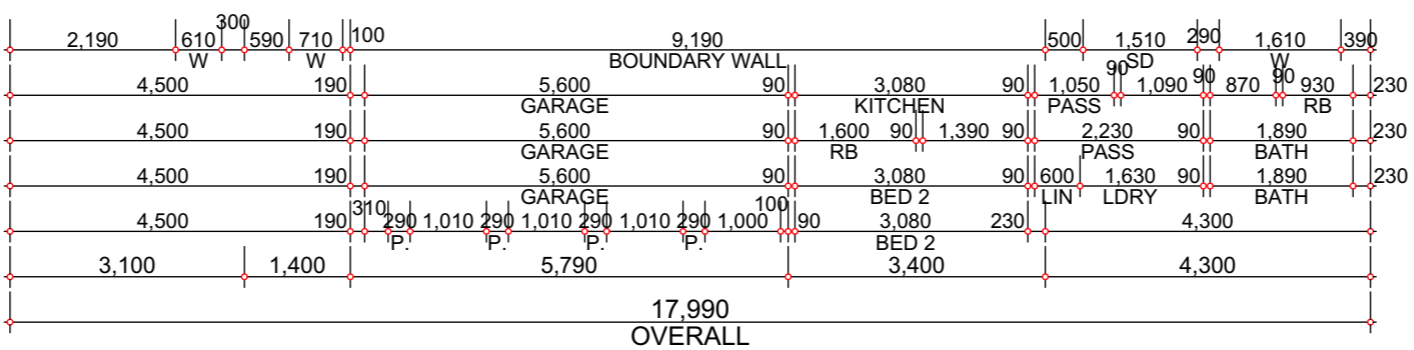 300
2,190 610 590 710 100 9,190 500 1,510 290 1,610 390
W W BOUNDARY WALL SD W
90 90 90
4,500 190 5,600 90 3,080 90 1,050 1,090 870 930 230
GARAGE KITCHEN PASS RB
4,500 190 5,600 90 1,600 90 1,390 90 2,230 90 1,890 230
GARAGE RB PASS BATH
4,500 190 5,600 90 3,080 90 600 1,630 90 1,890 230
GARAGE BED 2 LIN LDRY BATH
310 100
4,500 190 290 1,010 290 1,010 290 1,010 290 1,000 90 3,080 230 4,300
P. P. P. P. BED 2
3,100 1,400 5,790 3,400 4,300
17,990
OVERALL